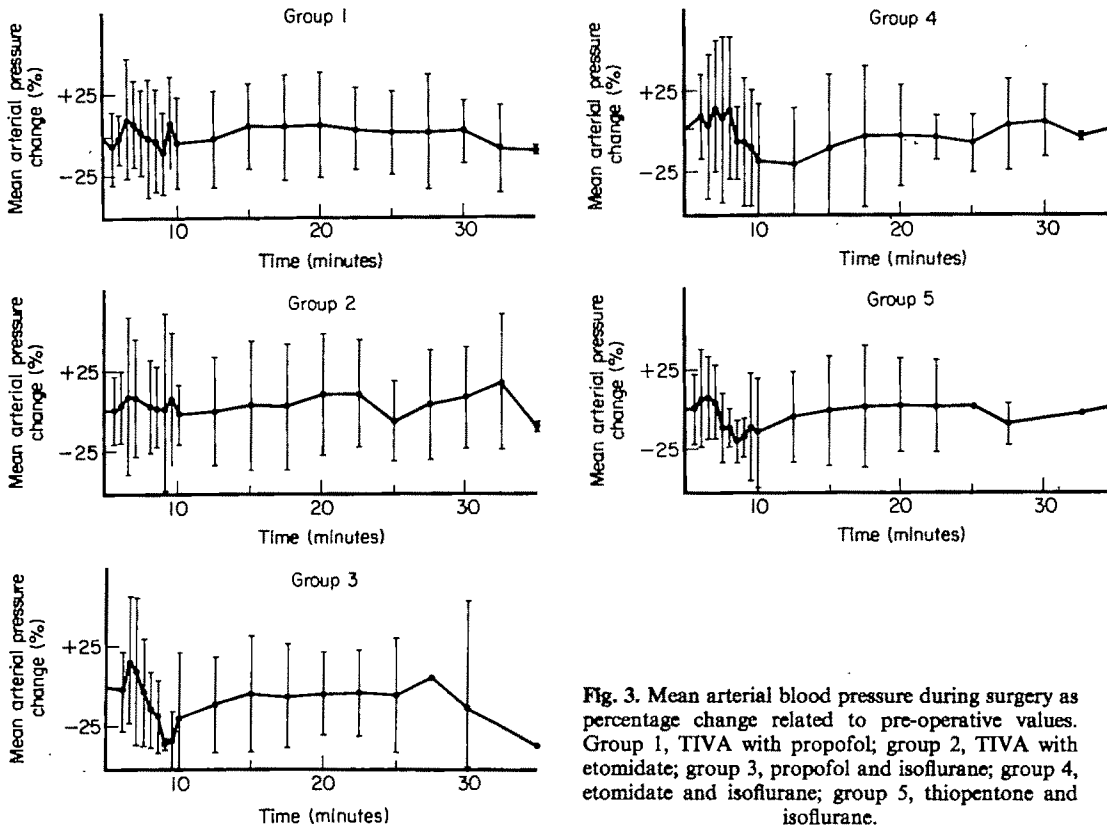 Group 1
Mean arterial pressure
change (%)
+25
-25
10
20
30
Time (minutes)
Group 4
Mean arterial pressure
change (%)
+25
-25
10
20
30
Time (minutes)
Group 2
Mean arterial pressure
change (%)
+25
-25
10
20
30
Time (minutes)
Group 5
Mean arterial pressure
change (%)
+25
-25
10
20
30
Time (minutes)
Group 3
Mean arterial pressure
change (%)
+25
-25
10
20
30
Time (minutes)
Fig. 3. Mean arterial blood pressure during surgery as
percentage change related to pre-operative values.
Group 1, TIVA with propofol; group 2, TIVA with
etomidate; group 3, propofol and isoflurane; group 4,
etomidate and isoflurane; group 5, thiopentone and
isoflurane.